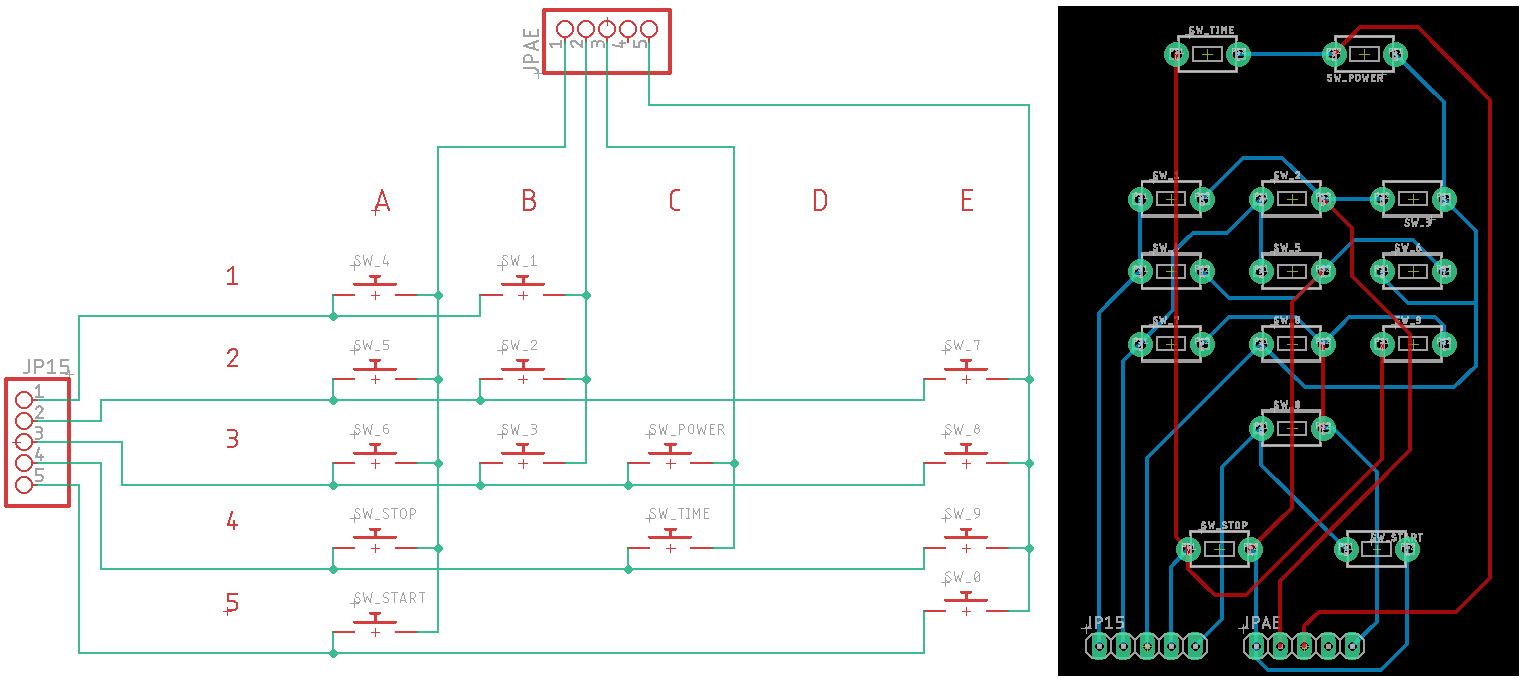 JPAE
1 2 3 4 5
A B C D E
SW_4 SW_1
1
SW_5 SW_2 SW_7
2
JP15
1
2
3
4
5
SW_6 SW_3 SW_POWER SW_8
3
SW_STOP SW_TIME SW_9
4
SW_0
SW_START
5
SW_TIME
SW_POWER
SW_1 SW_2
SW_3
SW_ SW_5 SW_6
SW_7 SW_8 SW_9
SW_0
SW_STOP
SW_START
JP15 JPAE